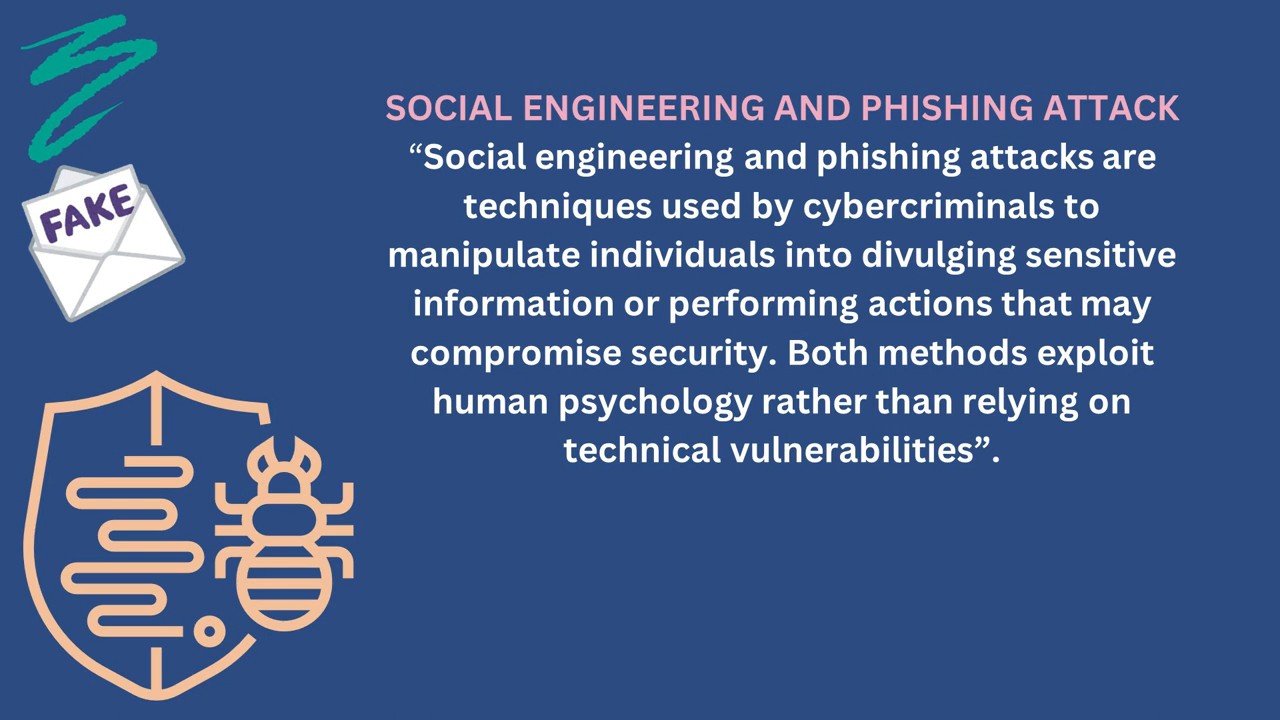 SOCIAL ENGINEERING AND PHISHING ATTACK
“Social engineering and phishing attacks are
techniques used by cybercriminals to
manipulate individuals into divulging sensitive
information or performing actions that may
compromise security. Both methods exploit
human psychology rather than relying on
technical vulnerabilities”.
FAKE